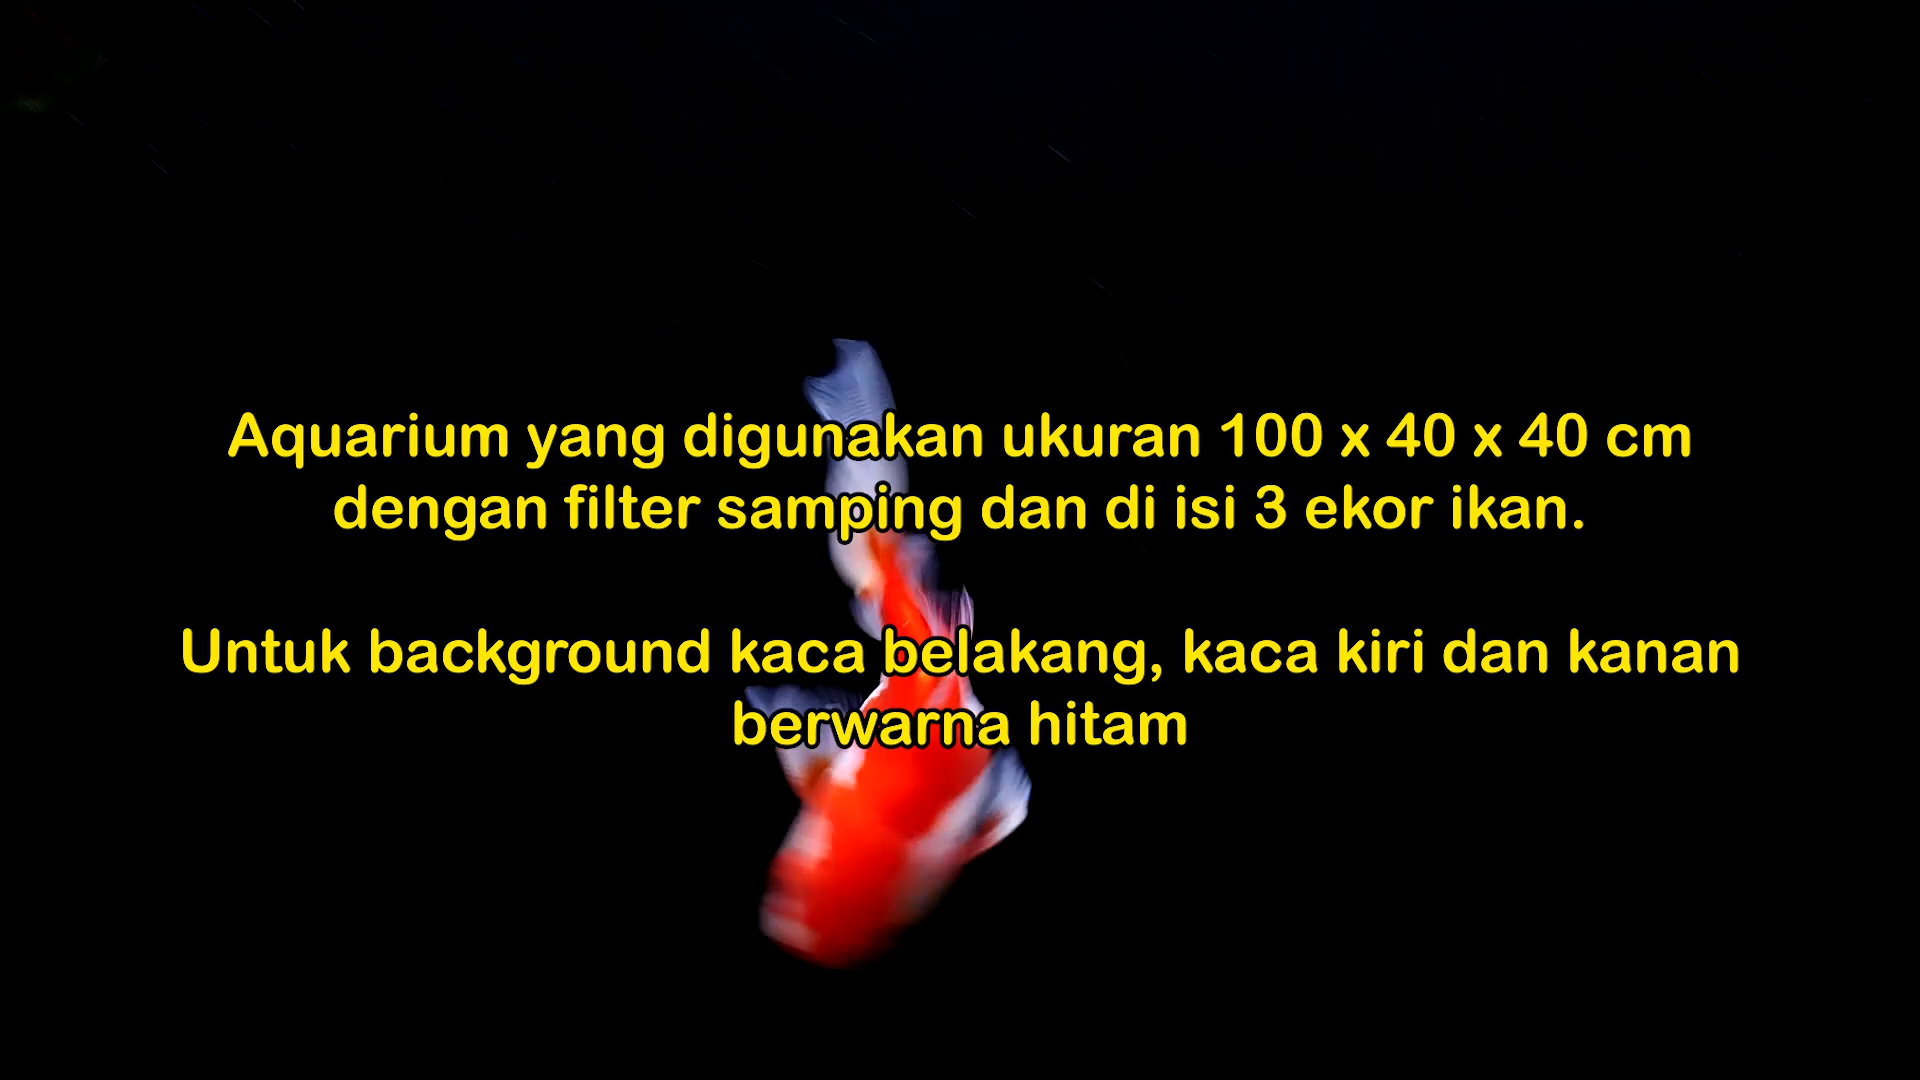 Aquarium yang digunakan ukuran 100 x 40 x 40 cm
dengan filter samping dan di isi 3 ekor ikan.
Untuk background kaca belakang, kaca kiri dan kanan
berwarna hitam